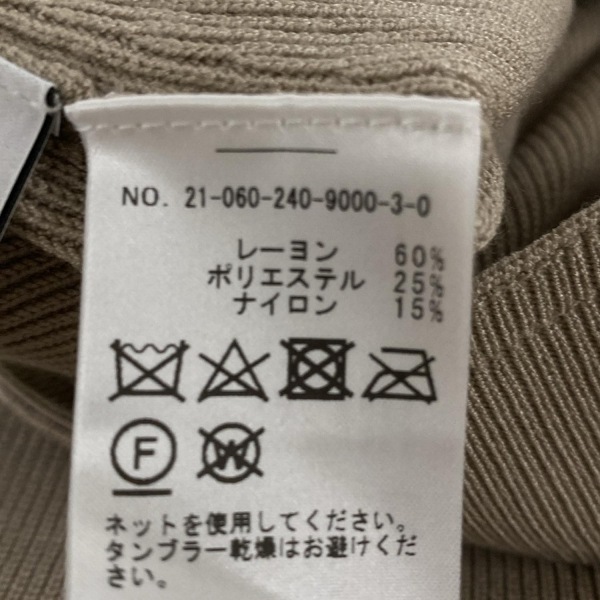 NO. 21-060-240-9000-3-0
レーヨン 60%
ポリエステル 25%
ナイロン 15%
F W
ネットを使用してください。
タンブラー乾燥はお避けくだ
さい。